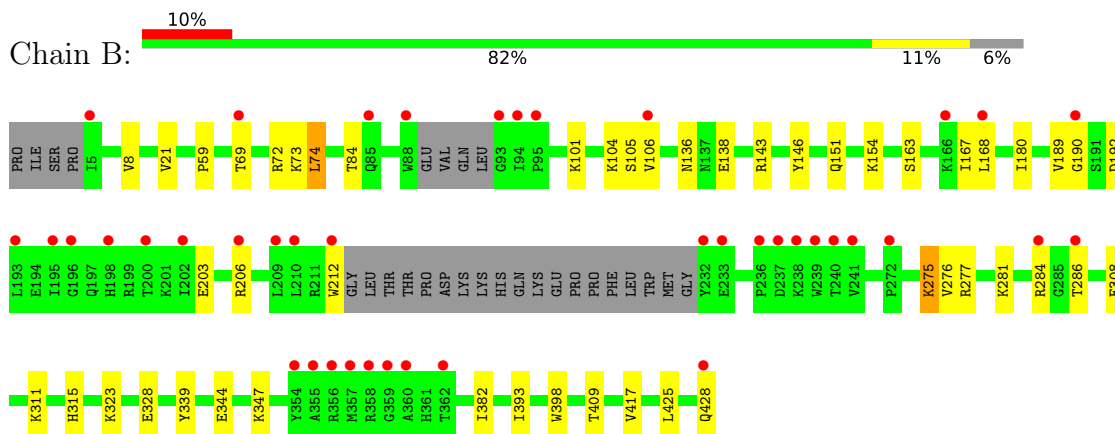 10%
Chain B:
82% 11% 6%
PRO ILE SER PRO I5 V8 V21 P59 T69 R72 K73 L74 T84 Q85 W88 GLU VAL GLN LEU G93 I94 P95 K101 K104 S105 V106 N136 N137 E138 R143 Y146 Q151 K154 S163 K166 I167 L168 I180 V189 G190 S191 D192
L193 E194 I195 G196 Q197 H198 R199 T200 K201 I202 E203 R206 L209 L210 R211 W212 GLY LEU THR THR PRO ASP LYS LYS HIS GLN LYS GLU PRO PRO PHE LEU TRP MET GLY Y232 E233 P236 D237 K238 W239 T240 V241 P272 K275 V276 R277 K281 R284 G285 T286 E308
K311 H315 K323 E328 Y339 E344 K347 Y354 A355 R356 M357 R358 G359 A360 H361 T362 I382 I393 W398 T409 V417 L425 Q428